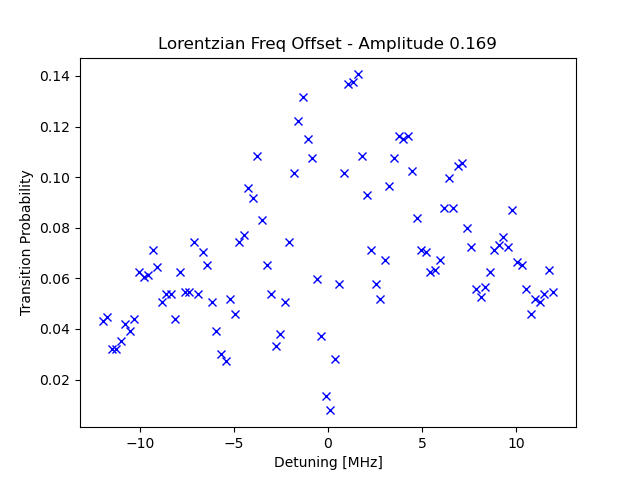 Lorentzian Freq Offset - Amplitude 0.169
0.14
0.12
0.10
0.08
0.06
0.04
0.02
Transition Probability
−10 −5 0 5 10
Detuning [MHz]